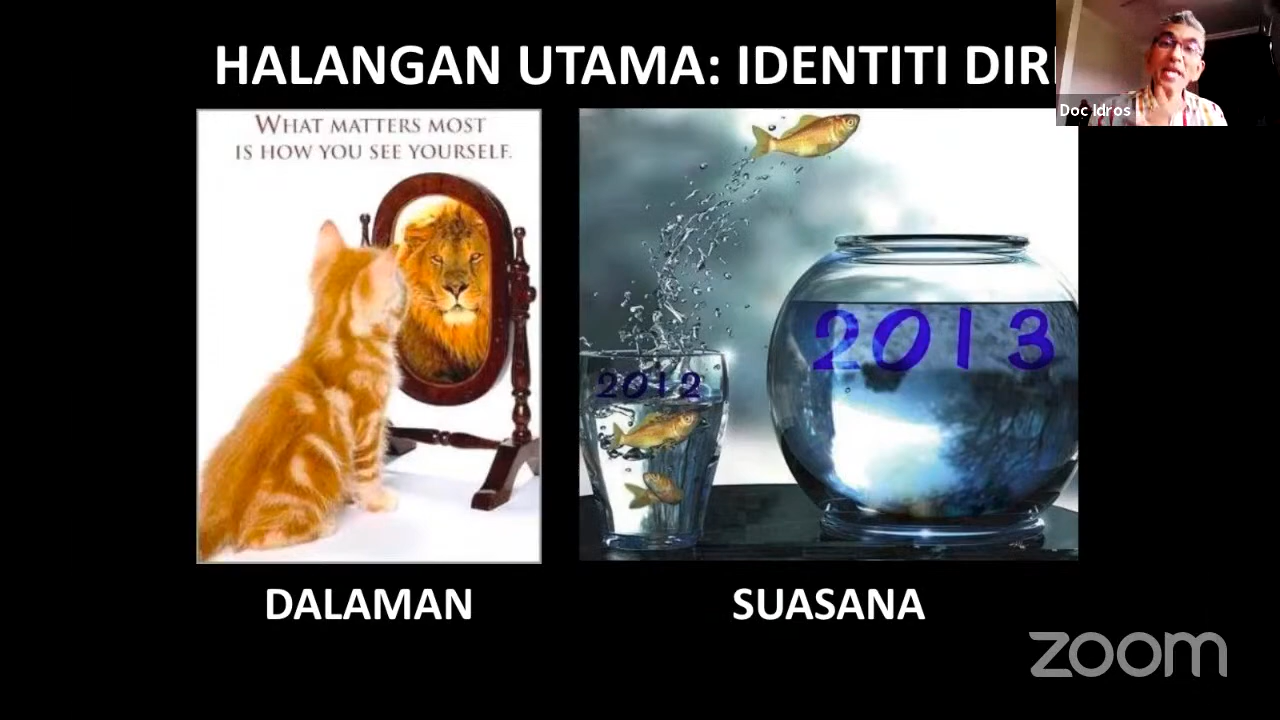 HALANGAN UTAMA: IDENTITI DIRI
Doc Idros
WHAT MATTERS MOST
IS HOW YOU SEE YOURSELF.
2012
2013
DALAMAN
SUASANA
zoom